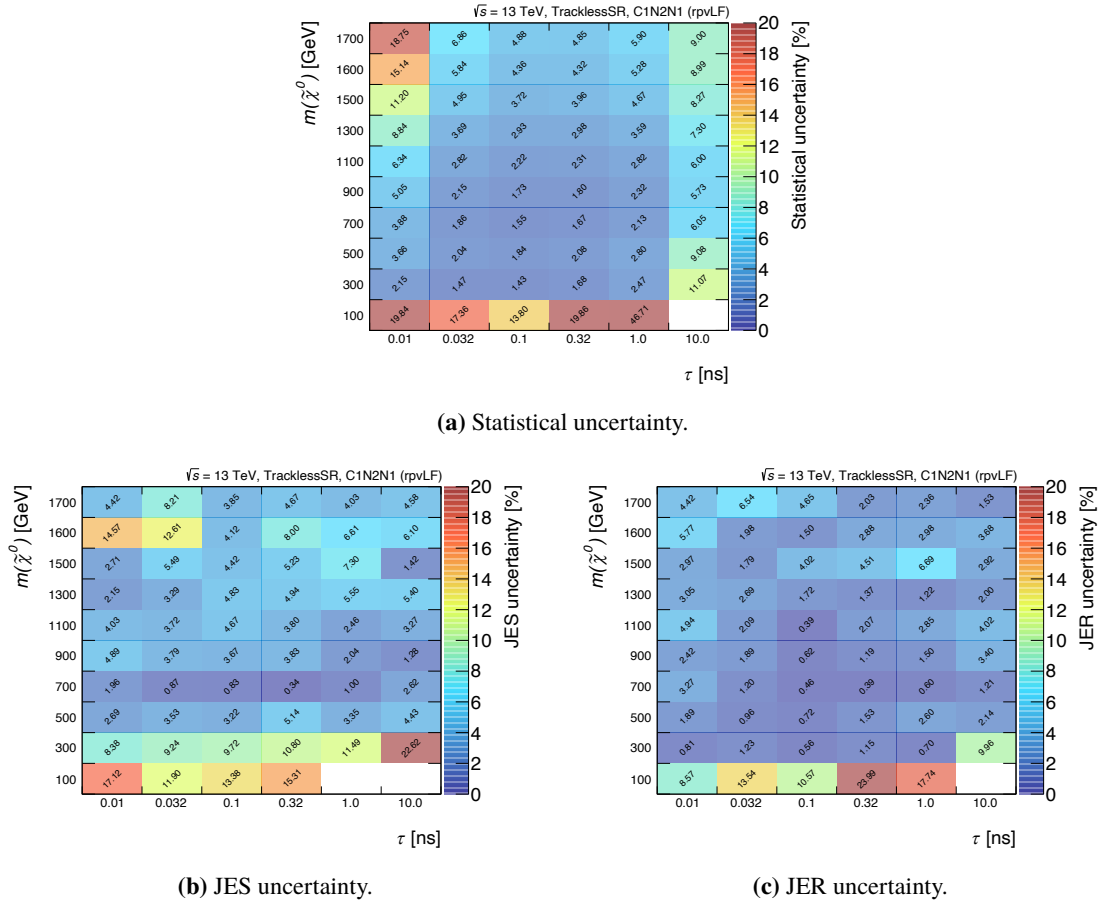 √s = 13 TeV, TracklessSR, C1N2N1 (rpvLF)
m(χ̃⁰) [GeV]
Statistical uncertainty [%]
1700 18.75 6.86 4.88 4.85 5.90 9.00
1600 15.14 5.84 4.36 4.32 5.28 8.99
1500 11.20 4.95 3.72 3.96 4.67 8.27
1300 8.84 3.69 2.93 2.98 3.59 7.30
1100 6.34 2.82 2.22 2.31 2.82 6.00
900 5.05 2.15 1.73 1.80 2.32 5.73
700 3.88 1.86 1.55 1.67 2.13 6.05
500 3.66 2.04 1.84 2.08 2.80 9.08
300 2.15 1.47 1.43 1.68 2.47 11.07
100 19.84 17.36 13.80 19.86 46.71
0.01 0.032 0.1 0.32 1.0 10.0
τ [ns]
20
18
16
14
12
10
8
6
4
2
0
(a) Statistical uncertainty.
√s = 13 TeV, TracklessSR, C1N2N1 (rpvLF)
m(χ̃⁰) [GeV]
JES uncertainty [%]
1700 4.42 8.21 3.85 4.67 4.03 4.58
1600 14.57 12.61 4.12 8.00 6.61 6.10
1500 2.71 5.49 4.42 5.23 7.30 1.42
1300 2.15 3.29 4.83 4.94 5.55 5.40
1100 4.03 3.72 4.67 3.80 2.46 3.27
900 4.89 3.79 3.67 3.83 2.04 1.28
700 1.96 0.67 0.83 0.34 1.00 2.62
500 2.69 3.53 3.22 5.14 3.35 4.43
300 8.38 9.24 9.72 10.80 11.49 22.62
100 17.12 11.90 13.38 15.31
0.01 0.032 0.1 0.32 1.0 10.0
τ [ns]
20
18
16
14
12
10
8
6
4
2
0
(b) JES uncertainty.
√s = 13 TeV, TracklessSR, C1N2N1 (rpvLF)
m(χ̃⁰) [GeV]
JER uncertainty [%]
1700 4.42 6.54 4.65 2.03 2.36 1.53
1600 5.77 1.98 1.50 2.88 2.98 3.68
1500 2.97 1.79 4.02 4.51 6.69 2.92
1300 3.05 2.69 1.72 1.37 1.22 2.00
1100 4.94 2.09 0.39 2.07 2.85 4.02
900 2.42 1.89 0.62 1.19 1.50 3.40
700 3.27 1.20 0.46 0.39 0.60 1.21
500 1.89 0.96 0.72 1.53 2.60 2.14
300 0.81 1.23 0.56 1.15 0.70 9.96
100 8.57 13.54 10.57 23.99 17.74
0.01 0.032 0.1 0.32 1.0 10.0
τ [ns]
20
18
16
14
12
10
8
6
4
2
0
(c) JER uncertainty.